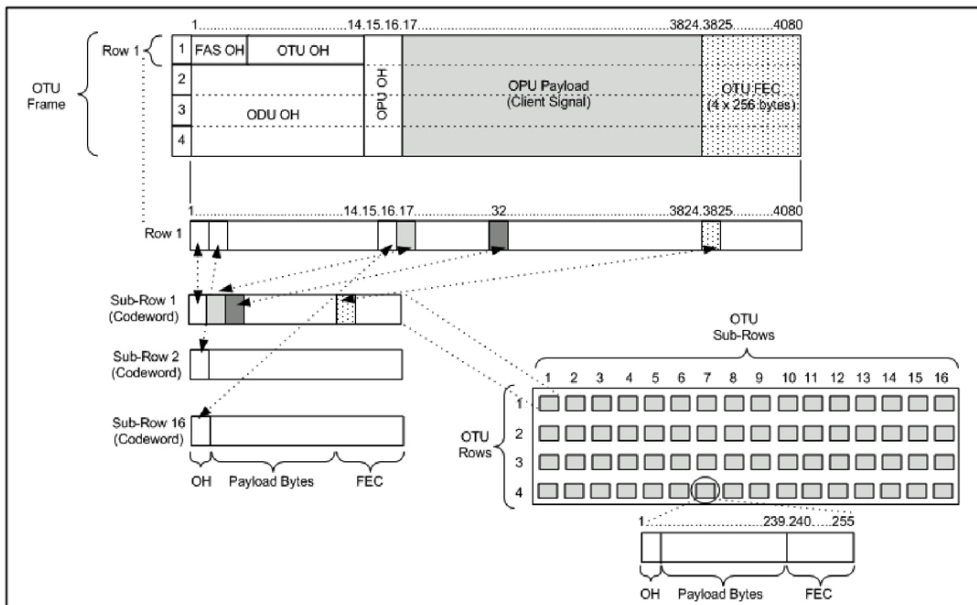 1.............................................14.15.16.17..............................................................................3824.3825.............4080
Row 1
1
FAS OH
OTU OH
OTU
Frame
2
3
4
ODU OH
OPU OH
OPU Payload
(Client Signal)
OTU FEC
(4 x 256 bytes)
1.............................................14.15.16.17......................32..................................................3824.3825.............4080
Row 1
Sub-Row 1
(Codeword)
Sub-Row 2
(Codeword)
Sub-Row 16
(Codeword)
OH
Payload Bytes
FEC
OTU
Sub-Rows
1 2 3 4 5 6 7 8 9 10 11 12 13 14 15 16
OTU
Rows
1
2
3
4
1..............................239.240.....255
OH
Payload Bytes
FEC